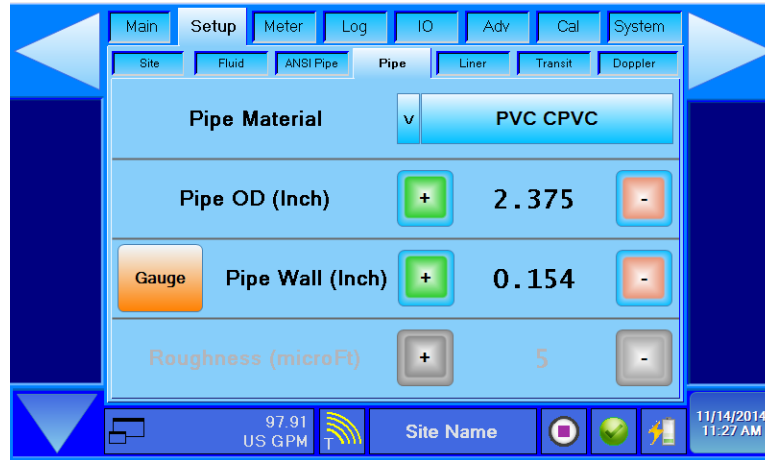 Main Setup Meter Log IO Adv Cal System
Site Fluid ANSI Pipe Pipe Liner Transit Doppler
Pipe Material v PVC CPVC
Pipe OD (Inch) + 2.375 -
Gauge Pipe Wall (Inch) + 0.154 -
Roughness (microFt) + 5 -
97.91
US GPM T Site Name
11/14/2014
11:27 AM